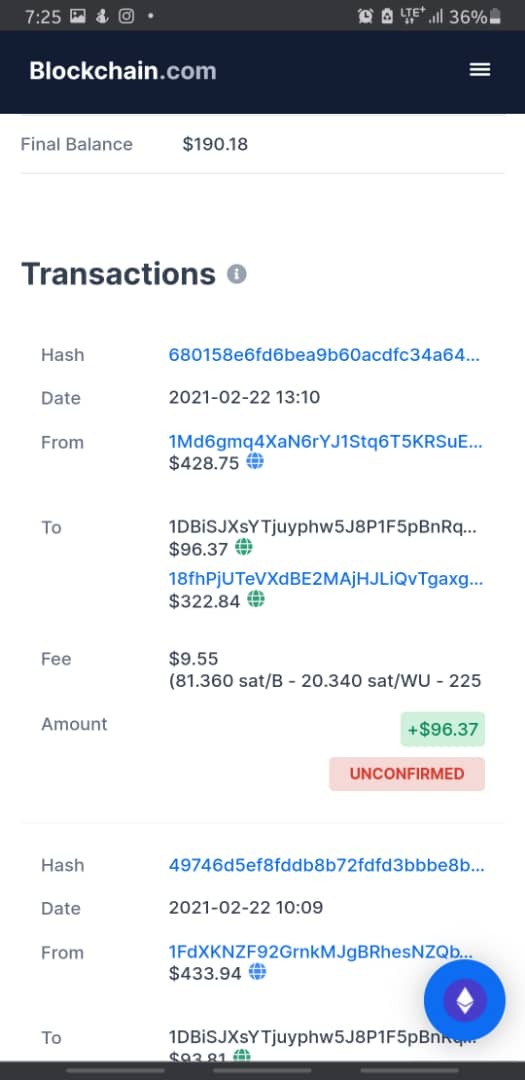 7:25 LTE+ 36%
Blockchain.com
Final Balance $190.18
Transactions
Hash 680158e6fd6bea9b60acdfc34a64...
Date 2021-02-22 13:10
From 1Md6gmq4XaN6rYJ1Stq6T5KRSuE...
$428.75
To 1DBiSJXsYTjuyphw5J8P1F5pBnRq...
$96.37
18fhPjUTeVXdBE2MAjHJLiQvTgaxg...
$322.84
Fee $9.55
(81.360 sat/B - 20.340 sat/WU - 225
Amount +$96.37
UNCONFIRMED
Hash 49746d5ef8fddb8b72fdfd3bbbe8b...
Date 2021-02-22 10:09
From 1FdXKNZF92GrnkMJgBRhesNZQb...
$433.94
To 1DBiSJXsYTjuyphw5J8P1F5pBnRq...
$93.81